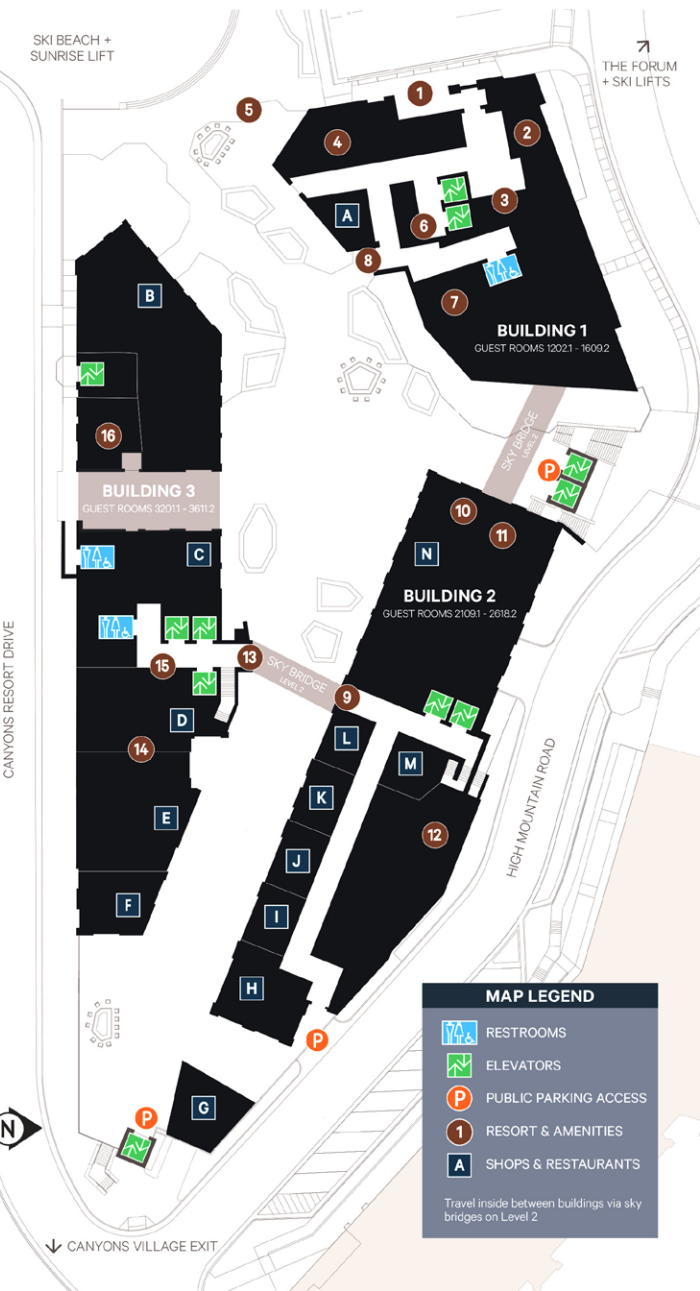 SKI BEACH +
SUNRISE LIFT
THE FORUM
+ SKI LIFTS
1
5
2
4
3
A
6
8
B
7
BUILDING 1
GUEST ROOMS 1202.1 - 1609.2
16
SKY BRIDGE
LEVEL 2
P
BUILDING 3
GUEST ROOMS 3201.1 - 3611.2
10
11
C
N
BUILDING 2
GUEST ROOMS 2109.1 - 2618.2
CANYONS RESORT DRIVE
15
13
SKY BRIDGE
LEVEL 2
9
D
14
L
M
K
E
12
HIGH MOUNTAIN ROAD
J
F
I
H
P
G
P
N
CANYONS VILLAGE EXIT
MAP LEGEND
RESTROOMS
ELEVATORS
P PUBLIC PARKING ACCESS
1 RESORT & AMENITIES
A SHOPS & RESTAURANTS
Travel inside between buildings via sky
bridges on Level 2